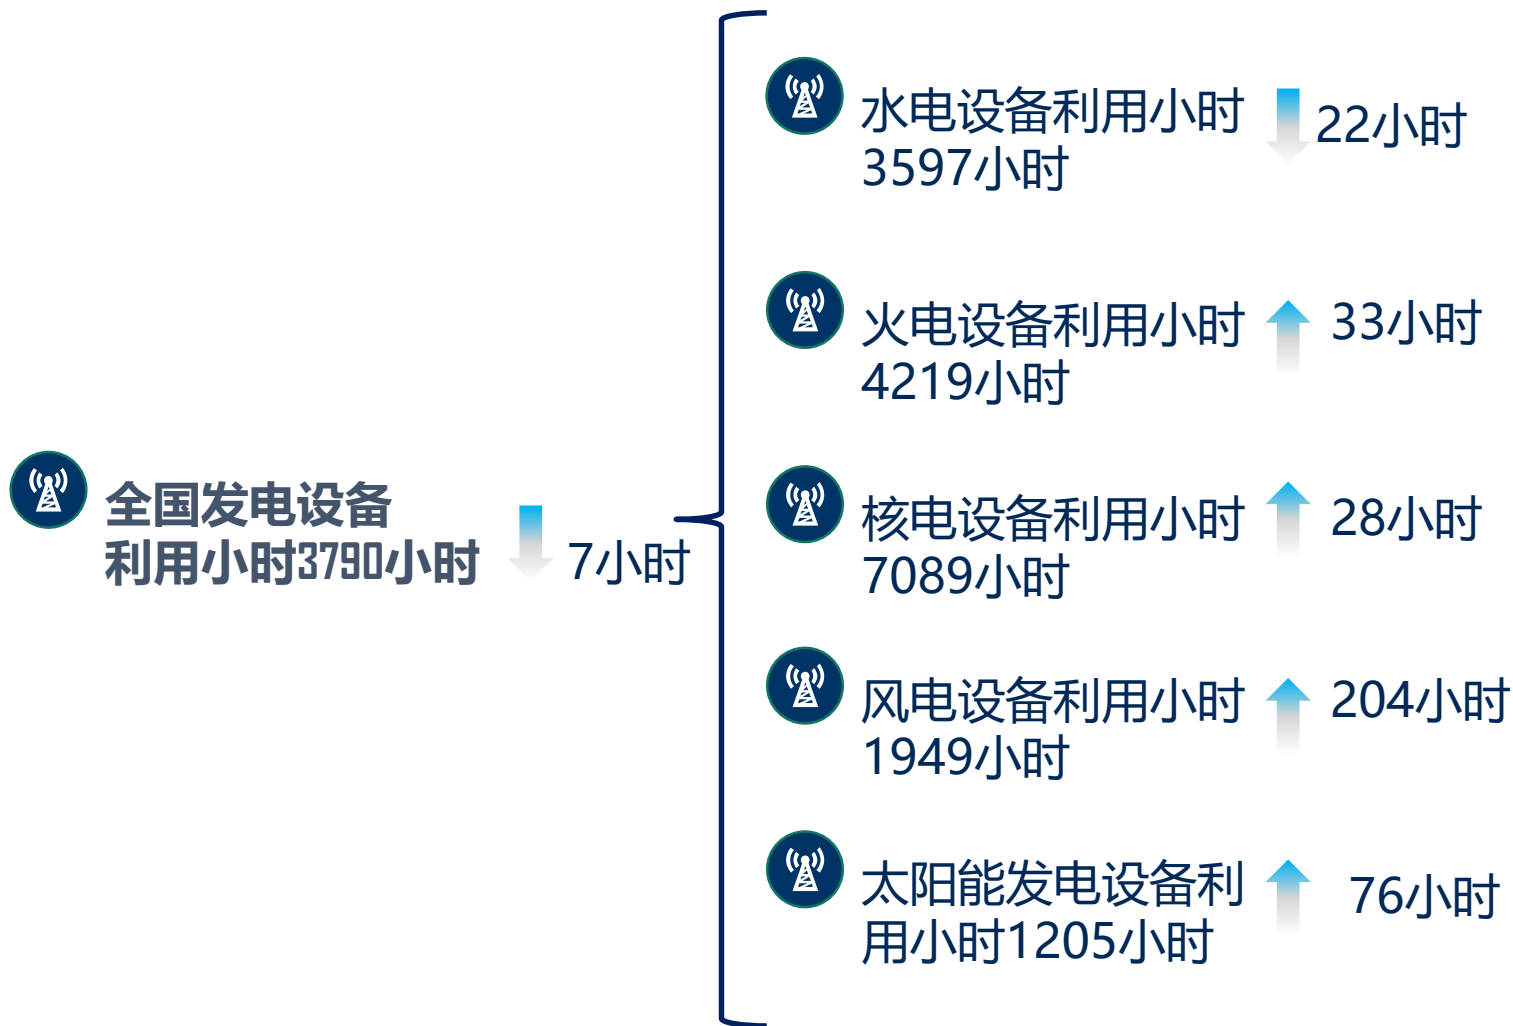 全国发电设备
利用小时3790小时
7小时
水电设备利用小时
3597小时
22小时
火电设备利用小时
4219小时
33小时
核电设备利用小时
7089小时
28小时
风电设备利用小时
1949小时
204小时
太阳能发电设备利
用小时1205小时
76小时